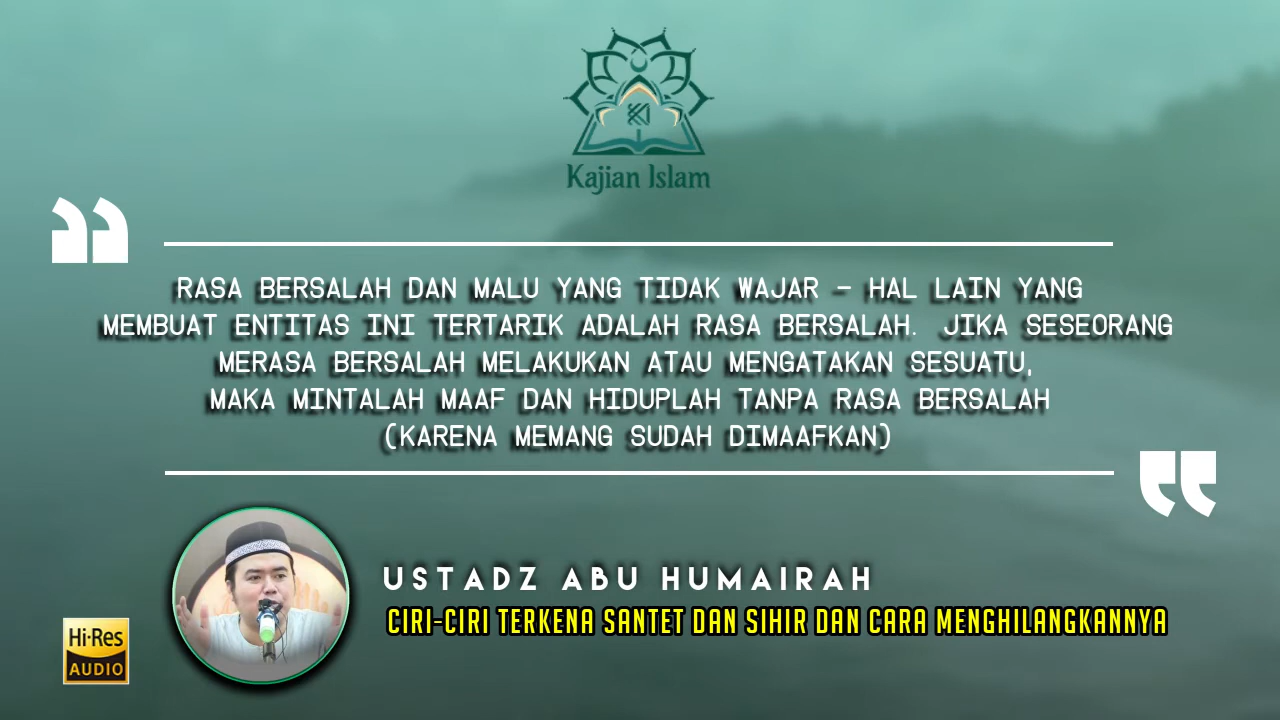 Kajian Islam
RASA BERSALAH DAN MALU YANG TIDAK WAJAR - HAL LAIN YANG
MEMBUAT ENTITAS INI TERTARIK ADALAH RASA BERSALAH. JIKA SESEORANG
MERASA BERSALAH MELAKUKAN ATAU MENGATAKAN SESUATU,
MAKA MINTALAH MAAF DAN HIDUPLAH TANPA RASA BERSALAH
(KARENA MEMANG SUDAH DIMAAFKAN)
USTADZ ABU HUMAIRAH
CIRI-CIRI TERKENA SANTET DAN SIHIR DAN CARA MENGHILANGKANNYA
Hi-Res
AUDIO